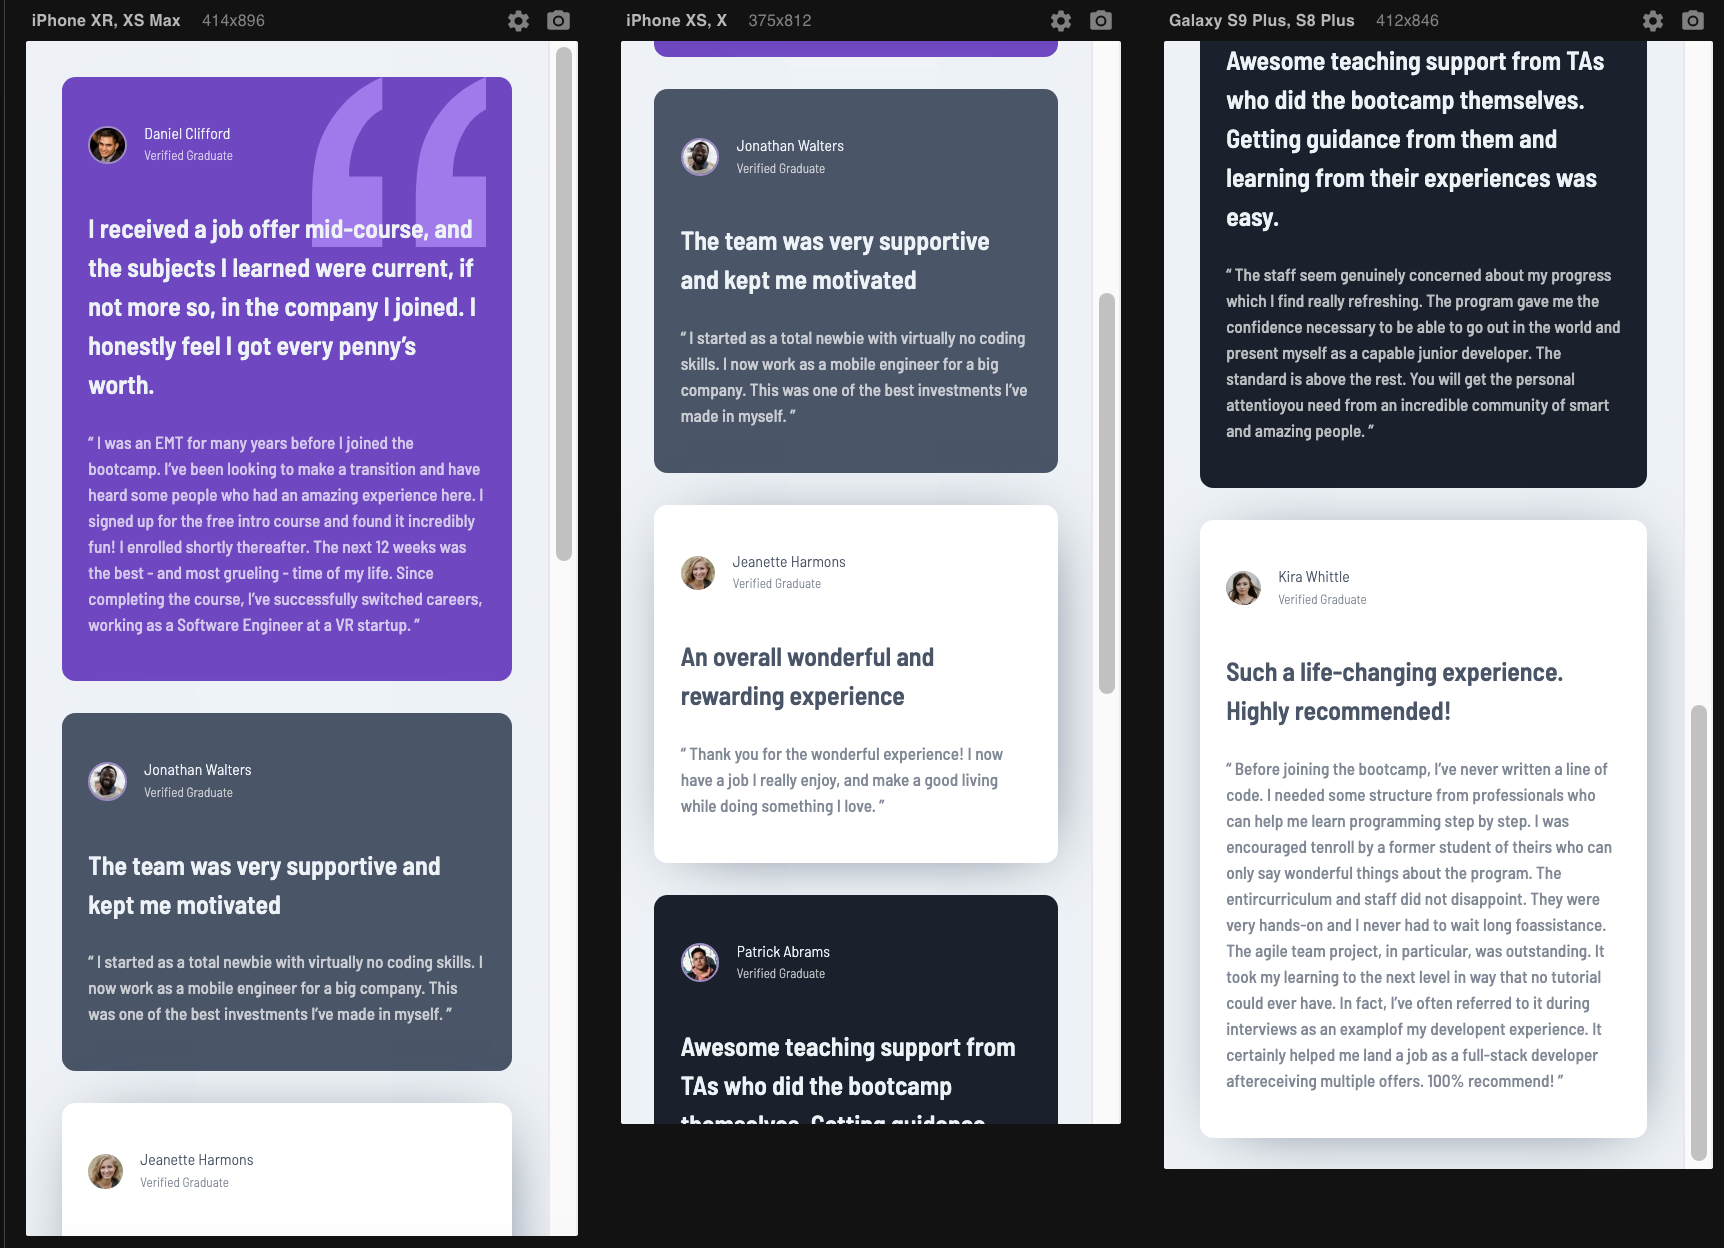 iPhone XR, XS Max 414x896
Daniel Clifford
Verified Graduate
I received a job offer mid-course, and
the subjects I learned were current, if
not more so, in the company I joined. I
honestly feel I got every penny’s
worth.
“ I was an EMT for many years before I joined the
bootcamp. I’ve been looking to make a transition and have
heard some people who had an amazing experience here. I
signed up for the free intro course and found it incredibly
fun! I enrolled shortly thereafter. The next 12 weeks was
the best - and most grueling - time of my life. Since
completing the course, I’ve successfully switched careers,
working as a Software Engineer at a VR startup. ”
Jonathan Walters
Verified Graduate
The team was very supportive and
kept me motivated
“ I started as a total newbie with virtually no coding skills. I
now work as a mobile engineer for a big company. This
was one of the best investments I’ve made in myself. ”
Jeanette Harmons
Verified Graduate
iPhone XS, X 375x812
Jonathan Walters
Verified Graduate
The team was very supportive
and kept me motivated
“ I started as a total newbie with virtually no coding
skills. I now work as a mobile engineer for a big
company. This was one of the best investments I’ve
made in myself. ”
Jeanette Harmons
Verified Graduate
An overall wonderful and
rewarding experience
“ Thank you for the wonderful experience! I now
have a job I really enjoy, and make a good living
while doing something I love. ”
Patrick Abrams
Verified Graduate
Awesome teaching support from
TAs who did the bootcamp
themselves. Getting guidance
Galaxy S9 Plus, S8 Plus 412x846
Awesome teaching support from TAs
who did the bootcamp themselves.
Getting guidance from them and
learning from their experiences was
easy.
“ The staff seem genuinely concerned about my progress
which I find really refreshing. The program gave me the
confidence necessary to be able to go out in the world and
present myself as a capable junior developer. The
standard is above the rest. You will get the personal
attentioyou need from an incredible community of smart
and amazing people. ”
Kira Whittle
Verified Graduate
Such a life-changing experience.
Highly recommended!
“ Before joining the bootcamp, I’ve never written a line of
code. I needed some structure from professionals who
can help me learn programming step by step. I was
encouraged tenroll by a former student of theirs who can
only say wonderful things about the program. The
entircurriculum and staff did not disappoint. They were
very hands-on and I never had to wait long foassistance.
The agile team project, in particular, was outstanding. It
took my learning to the next level in way that no tutorial
could ever have. In fact, I’ve often referred to it during
interviews as an examplof my developent experience. It
certainly helped me land a job as a full-stack developer
aftereceiving multiple offers. 100% recommend! ”